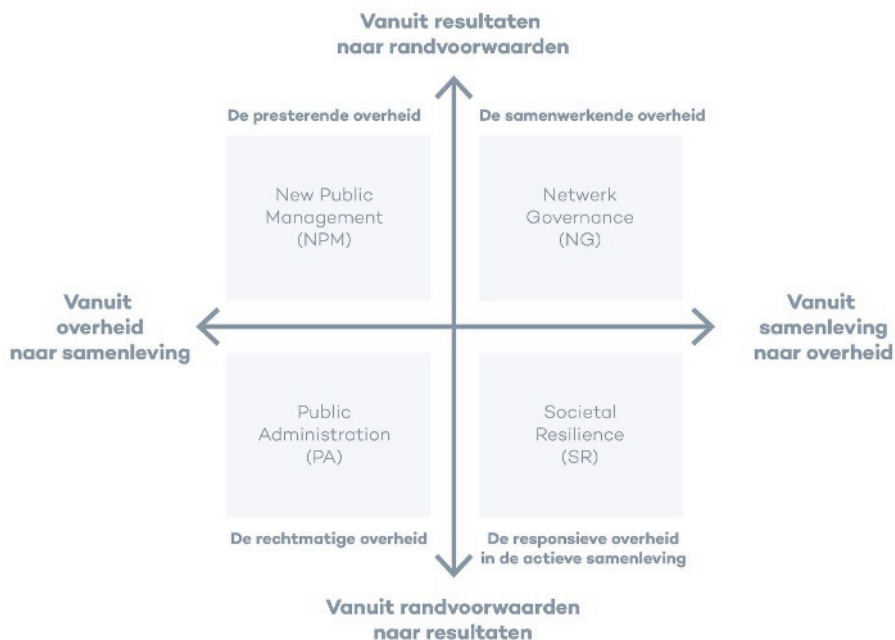 Vanuit resultaten
naar randvoorwaarden
De presterende overheid
De samenwerkende overheid
New Public
Management
(NPM)
Netwerk
Governance
(NG)
Vanuit
overheid
naar samenleving
Vanuit
samenleving
naar overheid
Public
Administration
(PA)
Societal
Resilience
(SR)
De rechtmatige overheid
De responsieve overheid
in de actieve samenleving
Vanuit randvoorwaarden
naar resultaten